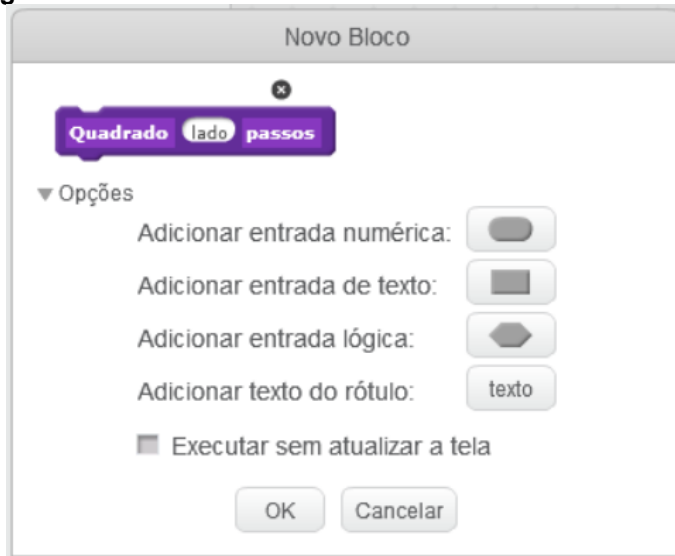 Novo Bloco
Quadrado lado passos
Opções
Adicionar entrada numérica:
Adicionar entrada de texto:
Adicionar entrada lógica:
Adicionar texto do rótulo: texto
Executar sem atualizar a tela
OK Cancelar